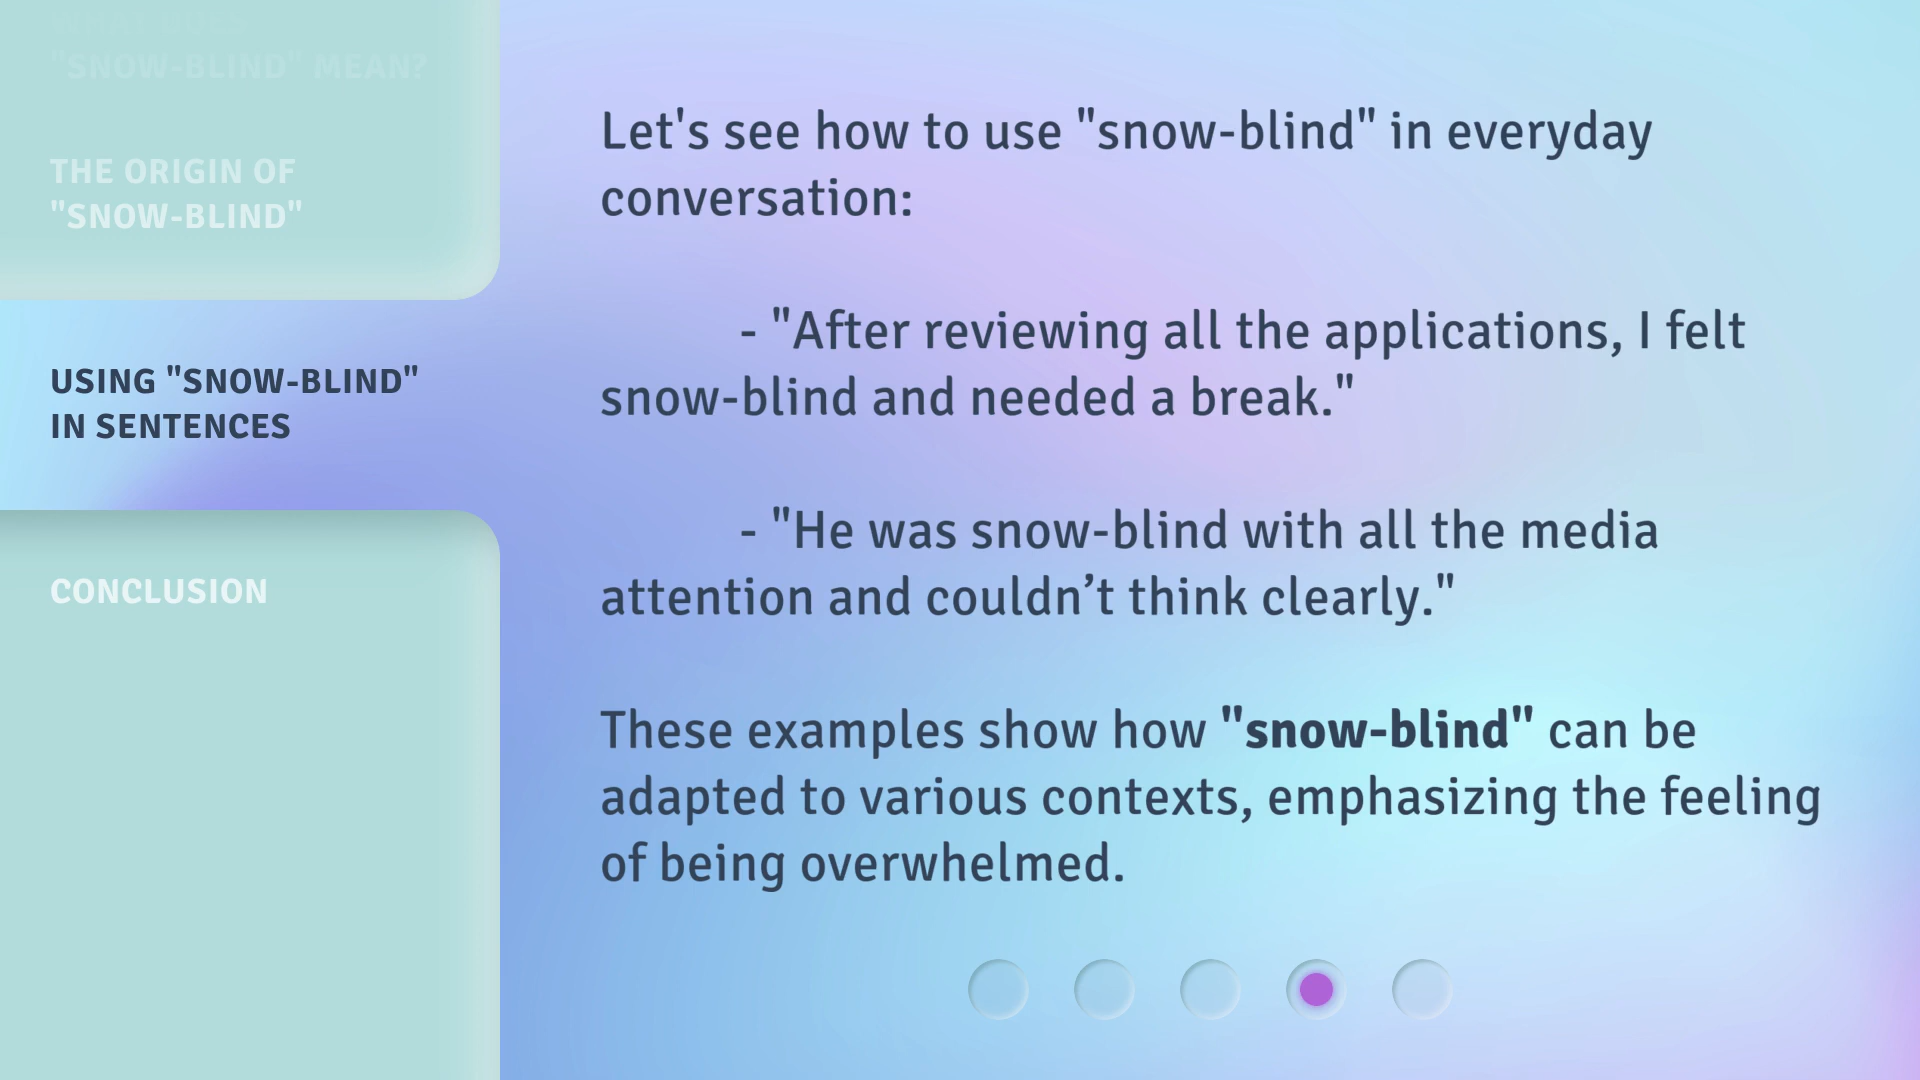 WHAT DOES
"SNOW-BLIND" MEAN?
THE ORIGIN OF
"SNOW-BLIND"
USING "SNOW-BLIND"
IN SENTENCES
CONCLUSION
Let's see how to use "snow-blind" in everyday
conversation:
- "After reviewing all the applications, I felt
snow-blind and needed a break."
- "He was snow-blind with all the media
attention and couldn’t think clearly."
These examples show how "snow-blind" can be
adapted to various contexts, emphasizing the feeling
of being overwhelmed.